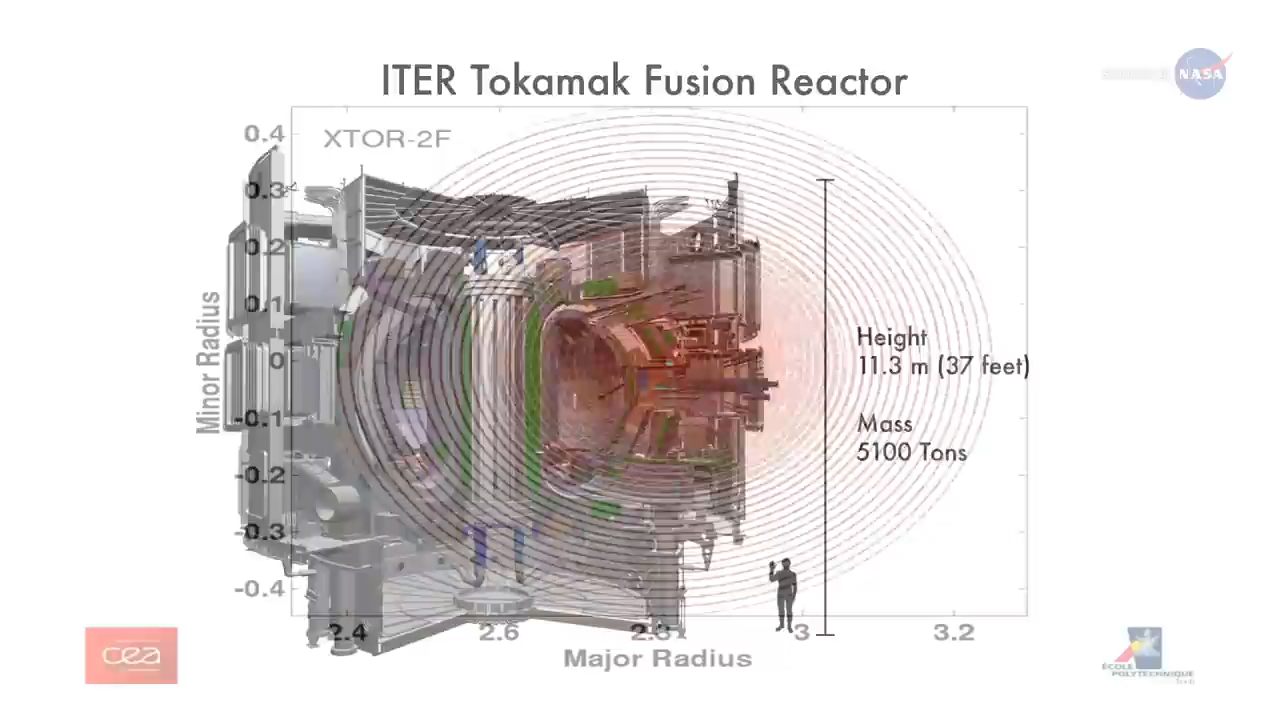 ITER Tokamak Fusion Reactor
NASA
XTOR-2F
0.4
0.3
0.2
0.1
0
-0.1
-0.2
-0.3
-0.4
Minor Radius
Height
11.3 m (37 feet)
Mass
5100 Tons
2.4
2.6
2.8
3
3.2
Major Radius
cea
ÉCOLE
POLYTECHNIQUE